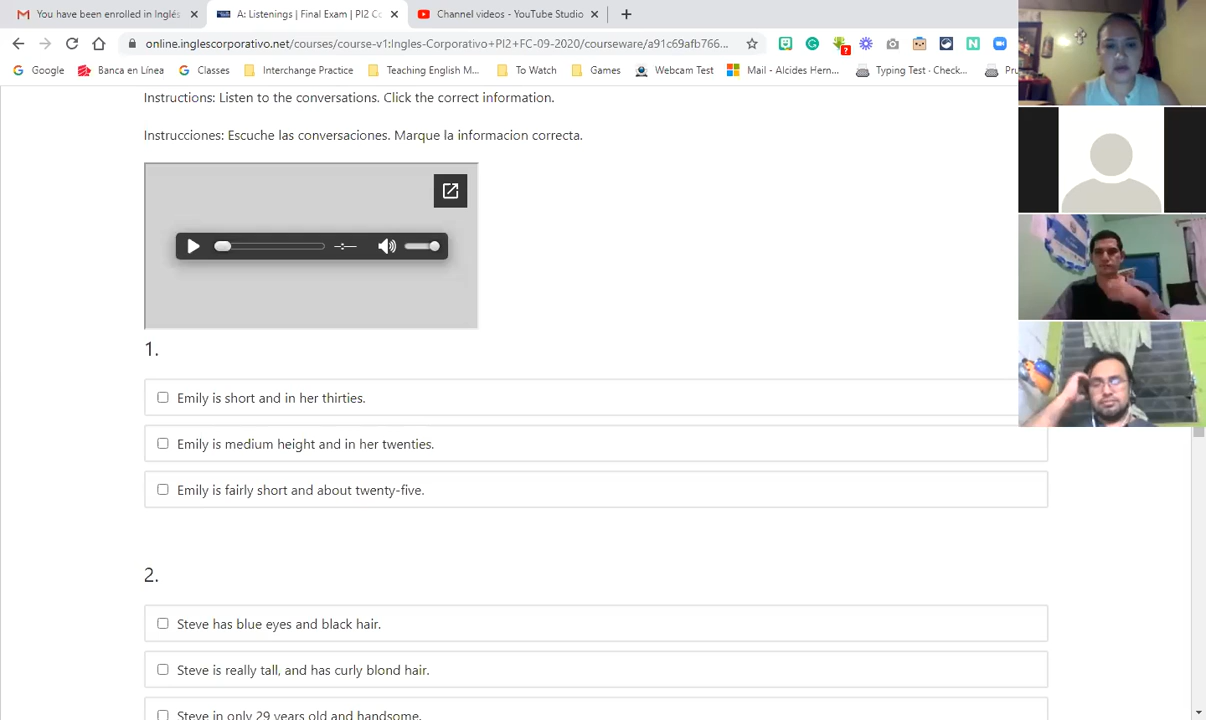 You have been enrolled in Inglés
A: Listenings | Final Exam | PI2 Co
Channel videos - YouTube Studio
online.inglescorporativo.net/courses/course-v1:Ingles-Corporativo+PI2+FC-09-2020/courseware/a91c69afb766...
Google
Banca en Línea
Classes
Interchange Practice
Teaching English M...
To Watch
Games
Webcam Test
Mail - Alcides Hern...
Typing Test · Check...
Pru
Instructions: Listen to the conversations. Click the correct information.
Instrucciones: Escuche las conversaciones. Marque la informacion correcta.
-:--
1.
Emily is short and in her thirties.
Emily is medium height and in her twenties.
Emily is fairly short and about twenty-five.
2.
Steve has blue eyes and black hair.
Steve is really tall, and has curly blond hair.
Steve in only 29 years old and handsome.